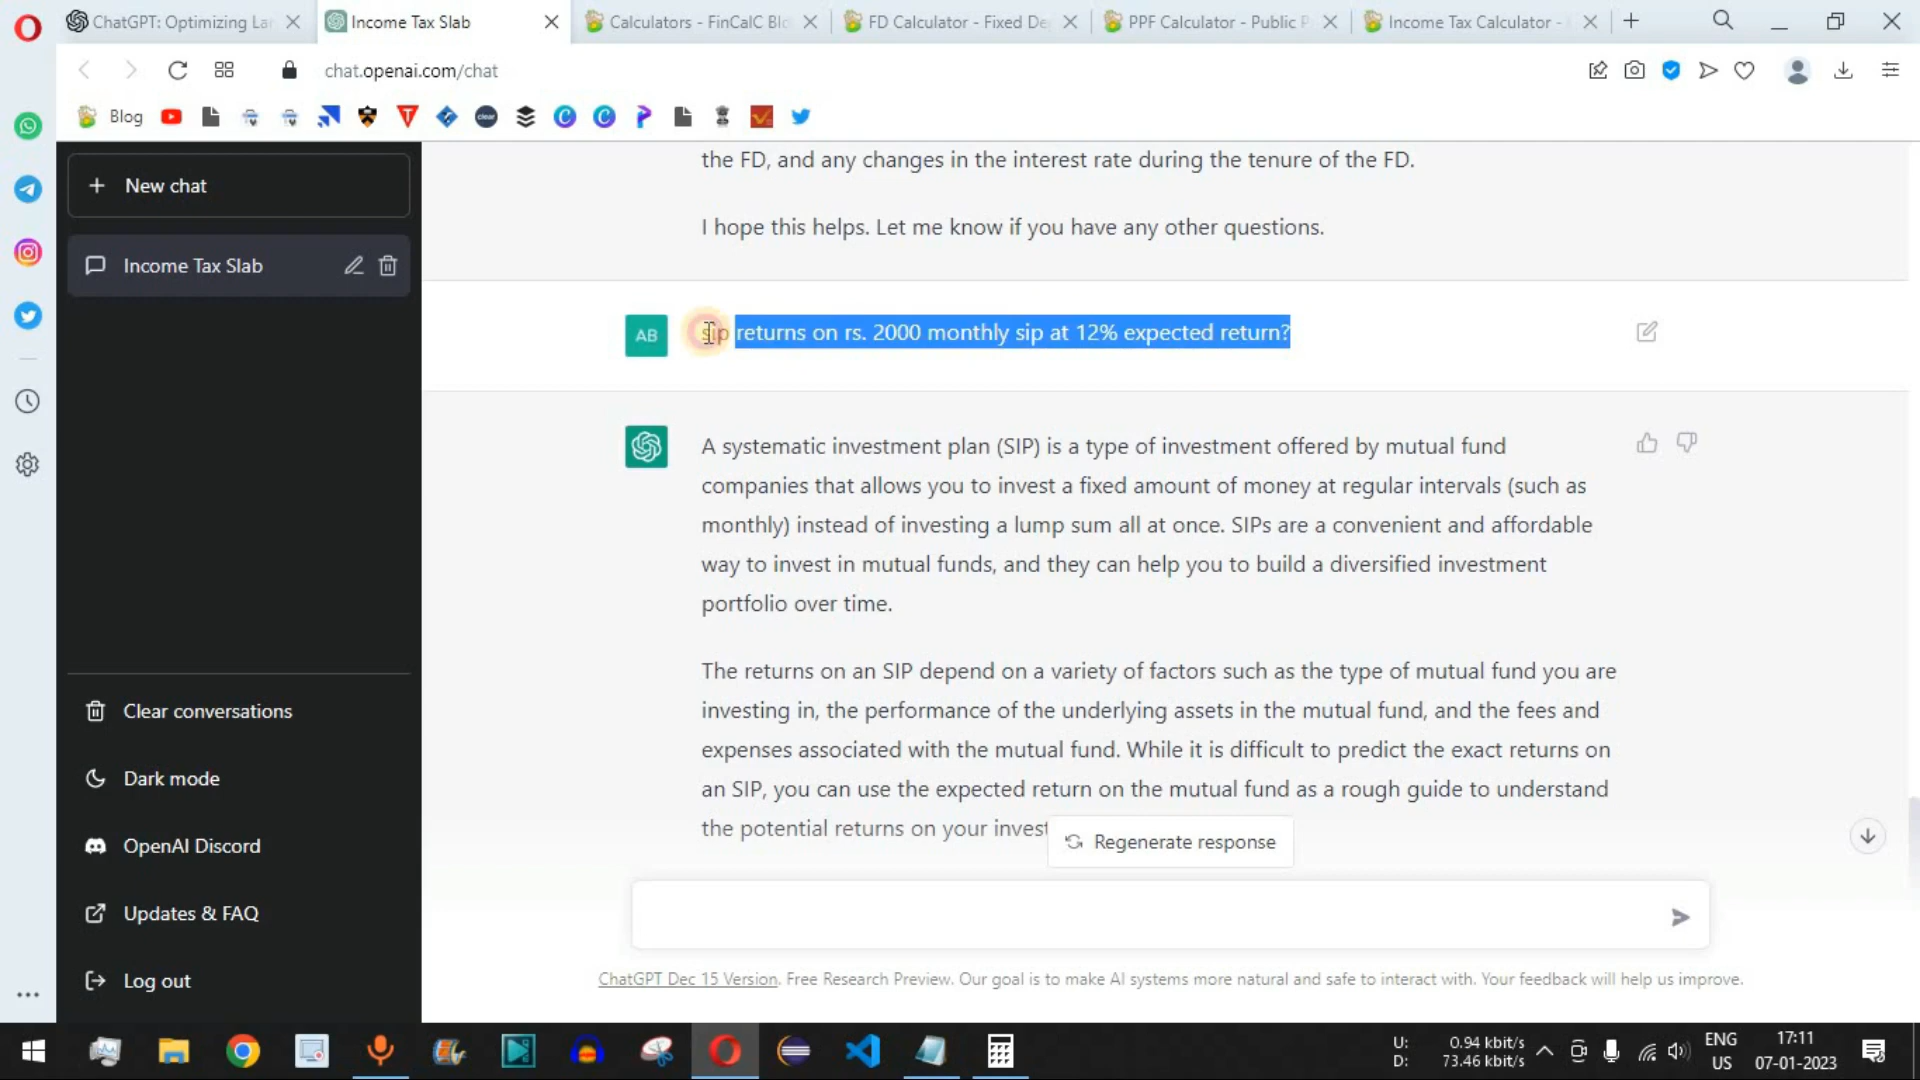 ChatGPT: Optimizing Lar
Income Tax Slab
Calculators - FinCalC Blo
FD Calculator - Fixed De
PPF Calculator - Public P
Income Tax Calculator -
chat.openai.com/chat
Blog
clear
New chat
Income Tax Slab
Clear conversations
Dark mode
OpenAI Discord
Updates & FAQ
Log out
the FD, and any changes in the interest rate during the tenure of the FD.
I hope this helps. Let me know if you have any other questions.
AB
sip returns on rs. 2000 monthly sip at 12% expected return?
A systematic investment plan (SIP) is a type of investment offered by mutual fund
companies that allows you to invest a fixed amount of money at regular intervals (such as
monthly) instead of investing a lump sum all at once. SIPs are a convenient and affordable
way to invest in mutual funds, and they can help you to build a diversified investment
portfolio over time.
The returns on an SIP depend on a variety of factors such as the type of mutual fund you are
investing in, the performance of the underlying assets in the mutual fund, and the fees and
expenses associated with the mutual fund. While it is difficult to predict the exact returns on
an SIP, you can use the expected return on the mutual fund as a rough guide to understand
the potential returns on your invest
Regenerate response
ChatGPT Dec 15 Version. Free Research Preview. Our goal is to make AI systems more natural and safe to interact with. Your feedback will help us improve.
U: 0.94 kbit/s
D: 73.46 kbit/s
ENG
US
17:11
07-01-2023